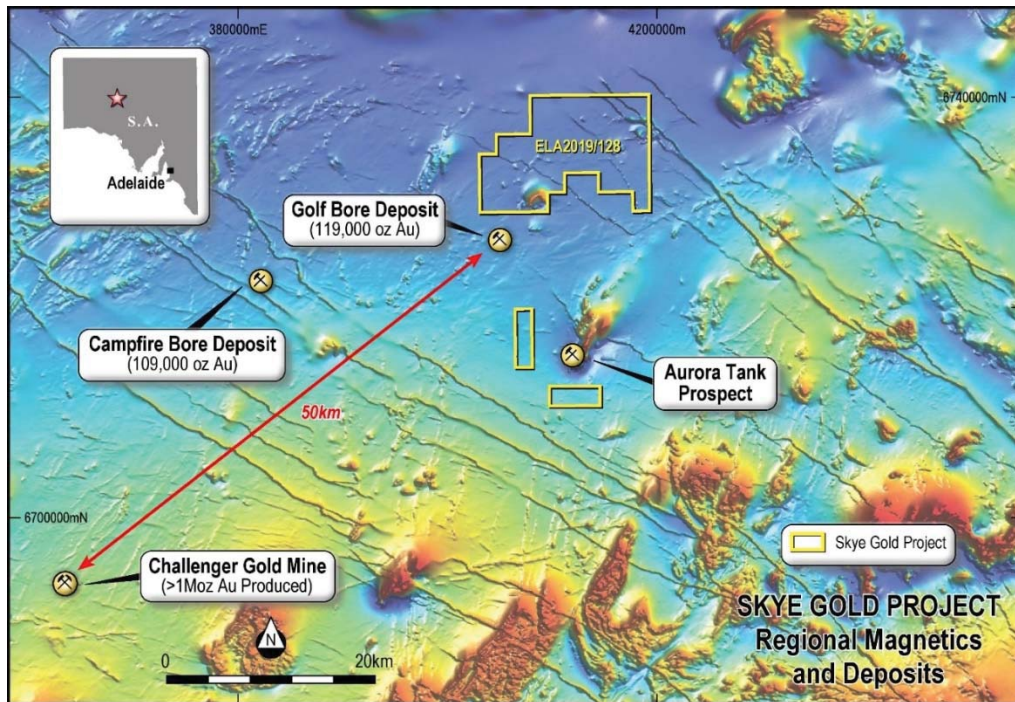 380000mE
4200000m
6740000mN
S.A.
Adelaide
ELA2019/128
Golf Bore Deposit
(119,000 oz Au)
Campfire Bore Deposit
(109,000 oz Au)
Aurora Tank
Prospect
50km
6700000mN
Challenger Gold Mine
(>1Moz Au Produced)
Skye Gold Project
N
0
20km
SKYE GOLD PROJECT
Regional Magnetics
and Deposits